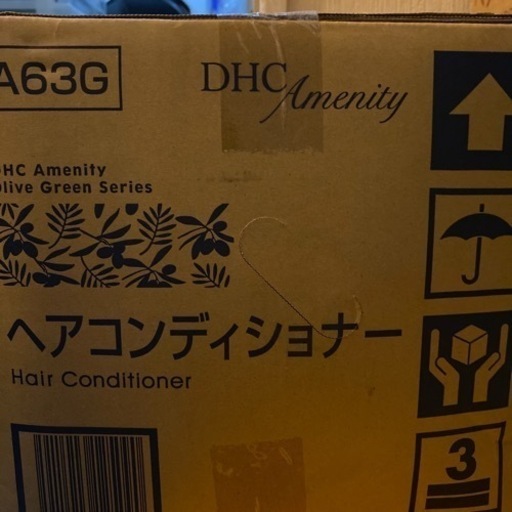 A63G
DHC Amenity
DHC Amenity
Olive Green Series
ヘアコンディショナー
Hair Conditioner
3